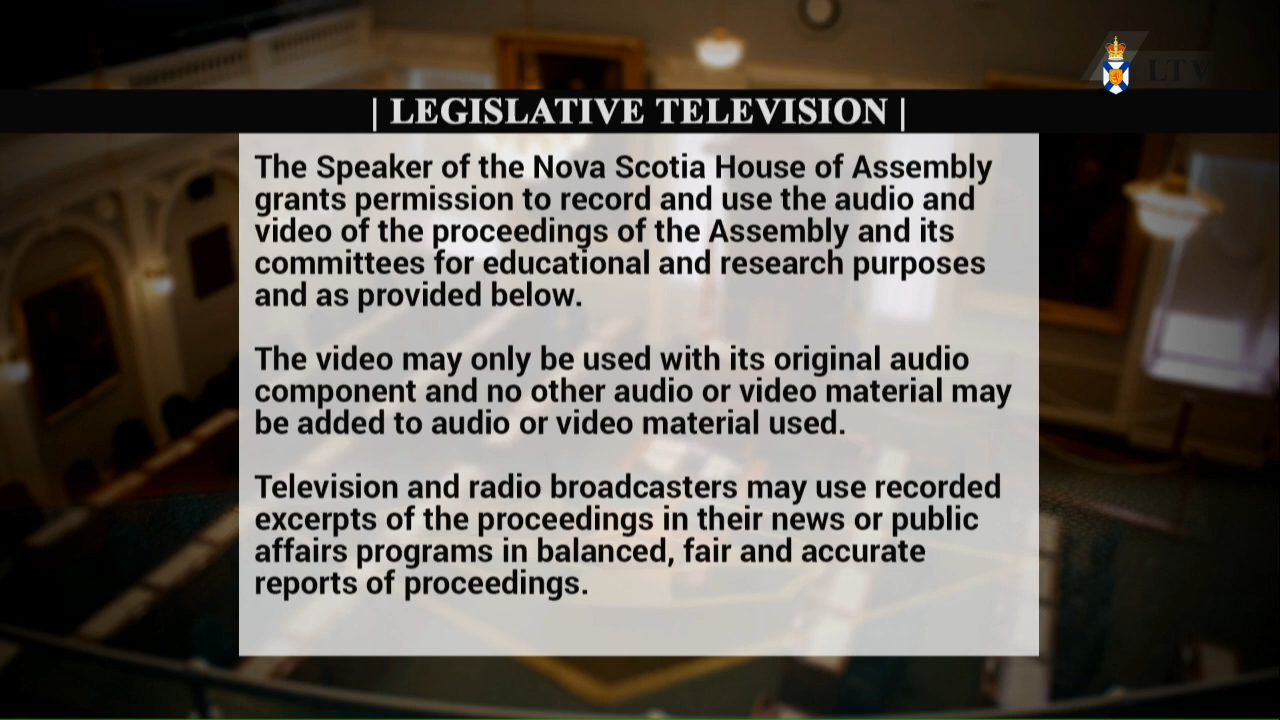 LTV
| LEGISLATIVE TELEVISION |
The Speaker of the Nova Scotia House of Assembly
grants permission to record and use the audio and
video of the proceedings of the Assembly and its
committees for educational and research purposes
and as provided below.
The video may only be used with its original audio
component and no other audio or video material may
be added to audio or video material used.
Television and radio broadcasters may use recorded
excerpts of the proceedings in their news or public
affairs programs in balanced, fair and accurate
reports of proceedings.